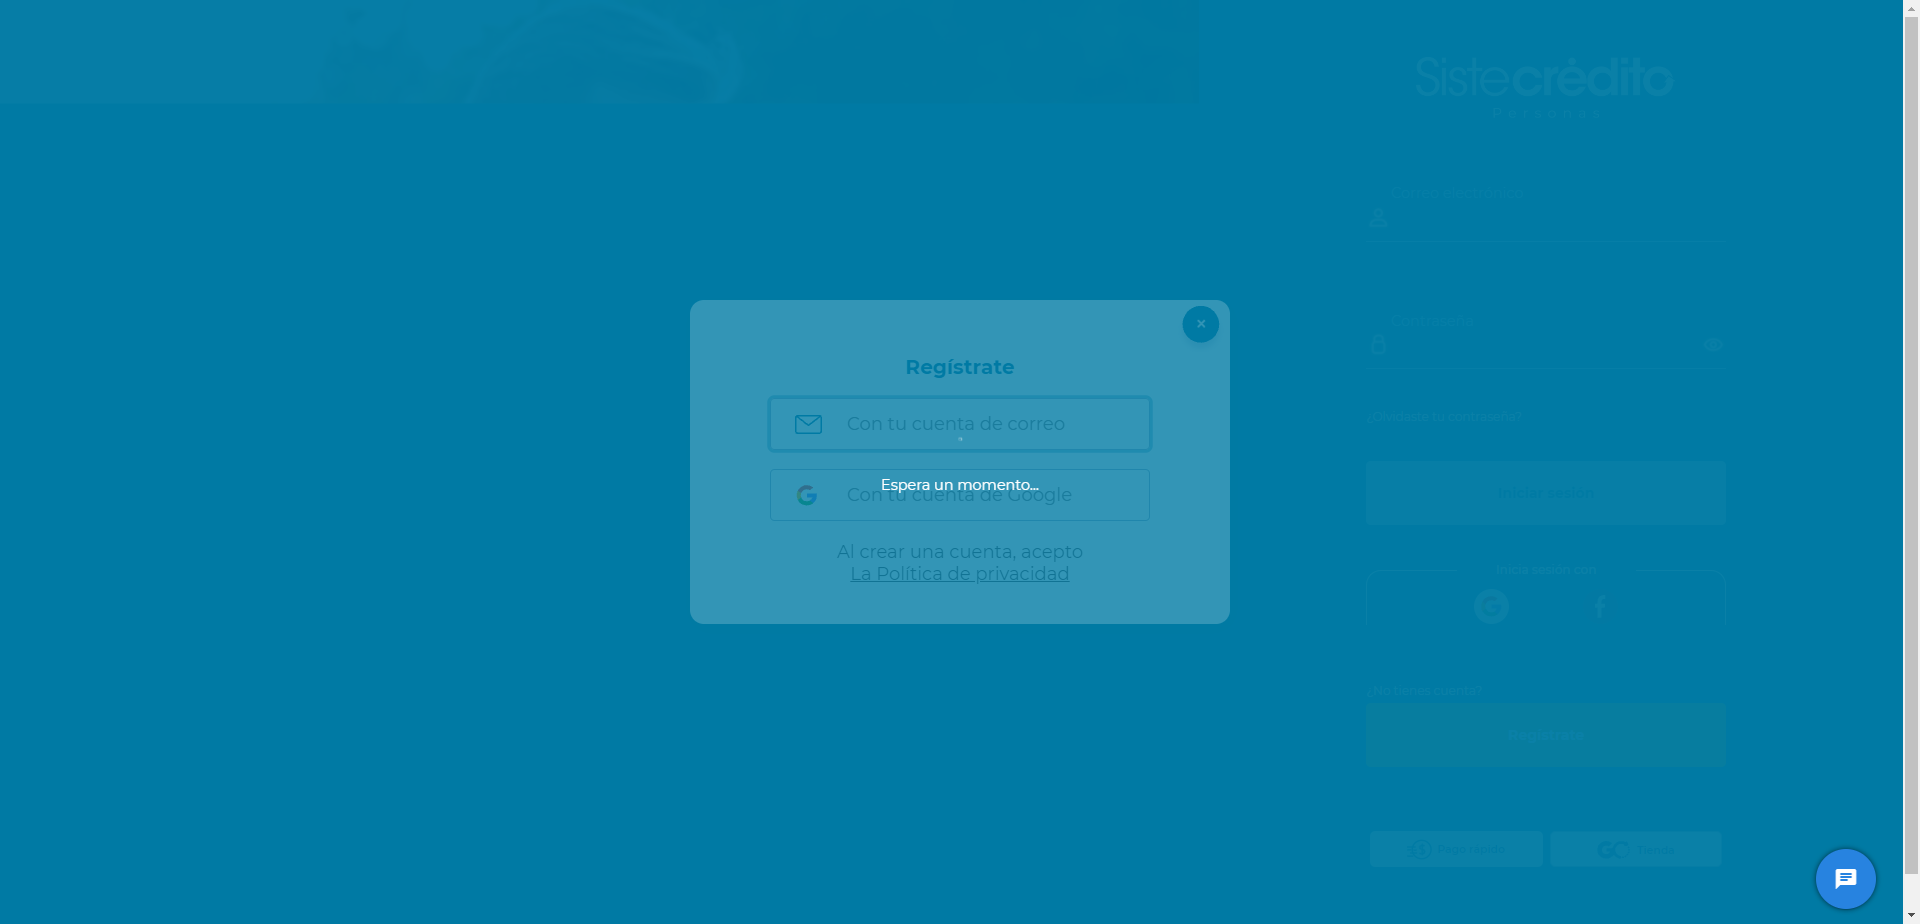 Sistecrédito
Personas
Correo electrónico
Contraseña
¿Olvidaste tu contraseña?
Iniciar sesión
Inicia sesión con
¿No tienes cuenta?
Regístrate
Pago rápido
Tienda
Regístrate
Con tu cuenta de correo
Espera un momento...
Con tu cuenta de Google
Al crear una cuenta, acepto
La Política de privacidad